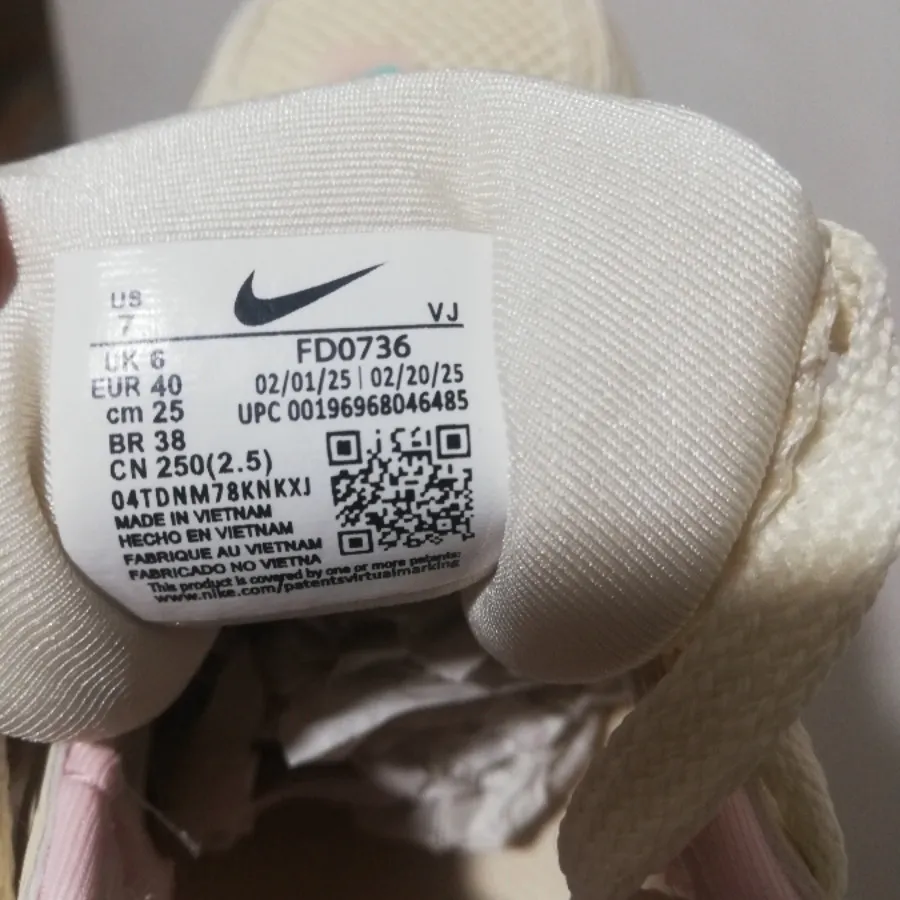 US
7
VJ
UK 6
EUR 40
cm 25
BR 38
CN 250(2.5)
FD0736
02/01/25 | 02/20/25
UPC 00196968046485
04TDNM78KNKXJ
MADE IN VIETNAM
HECHO EN VIETNAM
FABRIQUE AU VIETNAM
FABRICADO NO VIETNA
This product is covered by one or more patents:
www.nike.com/patentsvirtualmarking